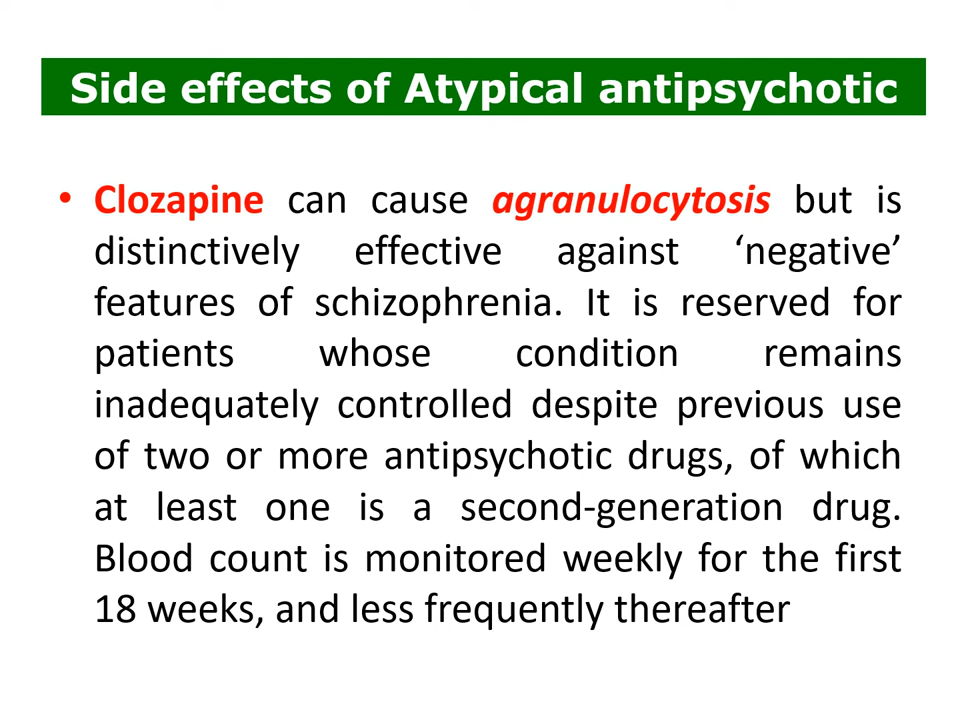 Side effects of Atypical antipsychotic
• Clozapine can cause agranulocytosis but is
distinctively effective against ‘negative’
features of schizophrenia. It is reserved for
patients whose condition remains
inadequately controlled despite previous use
of two or more antipsychotic drugs, of which
at least one is a second-generation drug.
Blood count is monitored weekly for the first
18 weeks, and less frequently thereafter